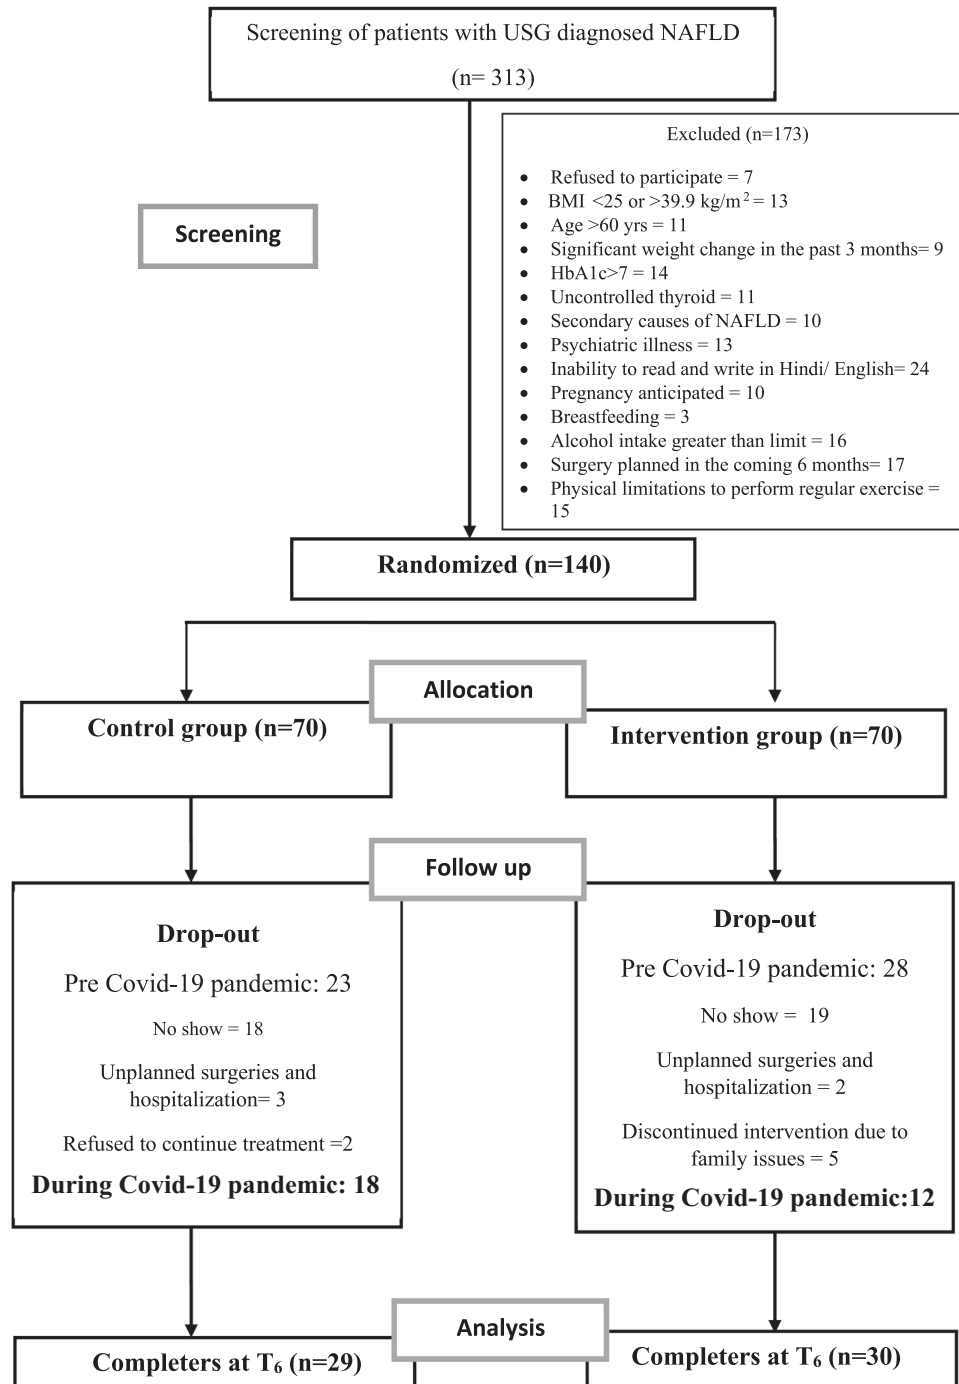 Screening of patients with USG diagnosed NAFLD
(n= 313)
Excluded (n=173)
• Refused to participate = 7
• BMI <25 or >39.9 kg/m² = 13
• Age >60 yrs = 11
• Significant weight change in the past 3 months= 9
• HbA1c>7 = 14
• Uncontrolled thyroid = 11
• Secondary causes of NAFLD = 10
• Psychiatric illness = 13
• Inability to read and write in Hindi/ English= 24
• Pregnancy anticipated = 10
• Breastfeeding = 3
• Alcohol intake greater than limit = 16
• Surgery planned in the coming 6 months= 17
• Physical limitations to perform regular exercise =
15
Screening
Randomized (n=140)
Allocation
Control group (n=70)
Intervention group (n=70)
Follow up
Drop-out
Pre Covid-19 pandemic: 23
No show = 18
Unplanned surgeries and
hospitalization= 3
Refused to continue treatment =2
During Covid-19 pandemic: 18
Drop-out
Pre Covid-19 pandemic: 28
No show = 19
Unplanned surgeries and
hospitalization = 2
Discontinued intervention due to
family issues = 5
During Covid-19 pandemic:12
Analysis
Completers at T₆ (n=29)
Completers at T₆ (n=30)